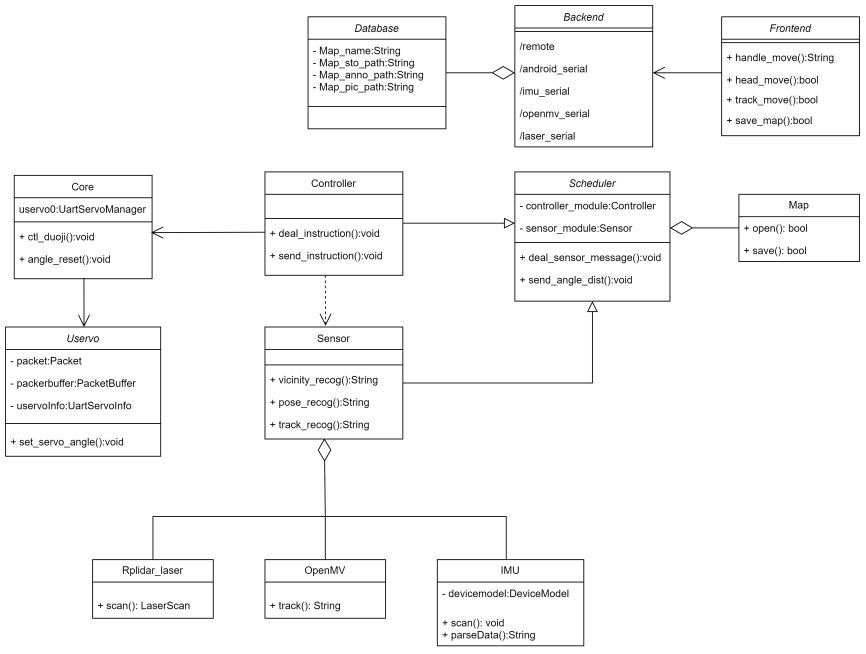 Database
- Map_name:String
- Map_sto_path:String
- Map_anno_path:String
- Map_pic_path:String
Backend
/remote
/android_serial
/imu_serial
/openmv_serial
/laser_serial
Frontend
+ handle_move():String
+ head_move():bool
+ track_move():bool
+ save_map():bool
Core
uservo0:UartServoManager
+ ctl_duoji():void
+ angle_reset():void
Controller
+ deal_instruction():void
+ send_instruction():void
Scheduler
- controller_module:Controller
- sensor_module:Sensor
+ deal_sensor_message():void
+ send_angle_dist():void
Map
+ open(): bool
+ save(): bool
Uservo
- packet:Packet
- packerbuffer:PacketBuffer
- uservoInfo:UartServoInfo
+ set_servo_angle():void
Sensor
+ vicinity_recog():String
+ pose_recog():String
+ track_recog():String
Rplidar_laser
+ scan(): LaserScan
OpenMV
+ track(): String
IMU
- devicemodel:DeviceModel
+ scan(): void
+ parseData():String